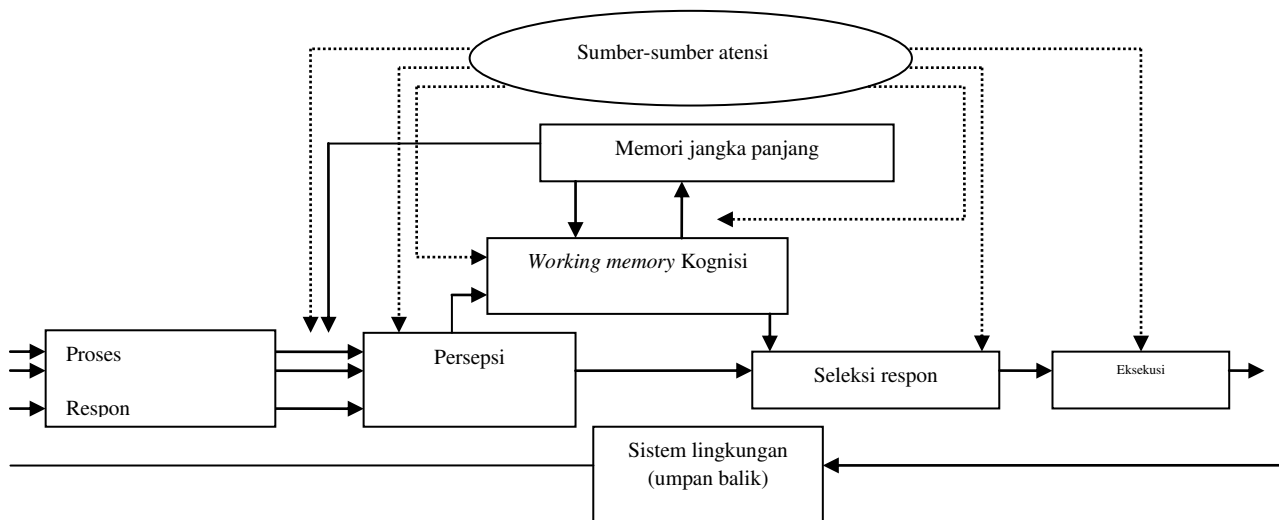 Sumber-sumber atensi
Memori jangka panjang
Working memory Kognisi
Proses
Respon
Persepsi
Seleksi respon
Eksekusi
Sistem lingkungan
(umpan balik)